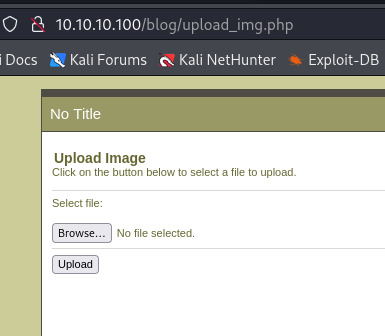 10.10.10.100/blog/upload_img.php
i Docs Kali Forums Kali NetHunter Exploit-DB
No Title
Upload Image
Click on the button below to select a file to upload.
Select file:
Browse... No file selected.
Upload